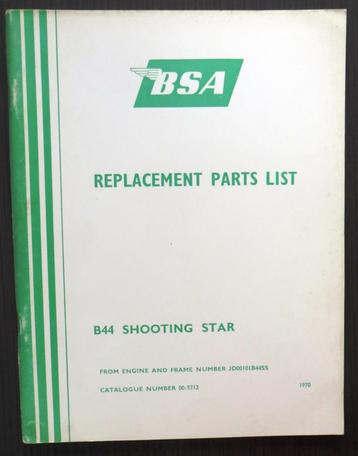 BSA
REPLACEMENT PARTS LIST
B44 SHOOTING STAR
FROM ENGINE AND FRAME NUMBER JD00101B44SS
CATALOGUE NUMBER 00-5712 1970